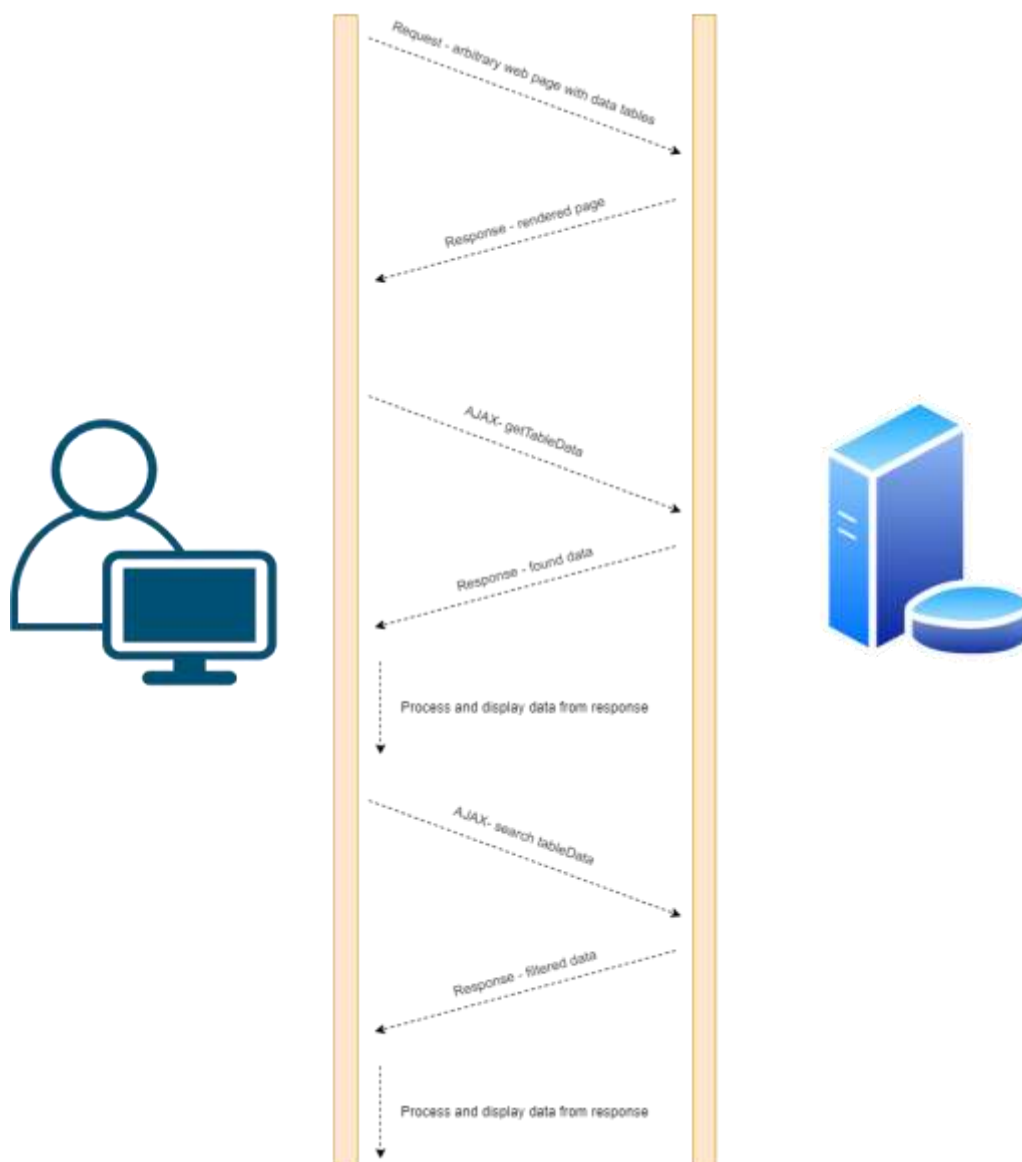 Request - arbitrary web page with data tables
Response - rendered page
AJAX- getTableData
Response - found data
Process and display data from response
AJAX- search tableData
Response - filtered data
Process and display data from response